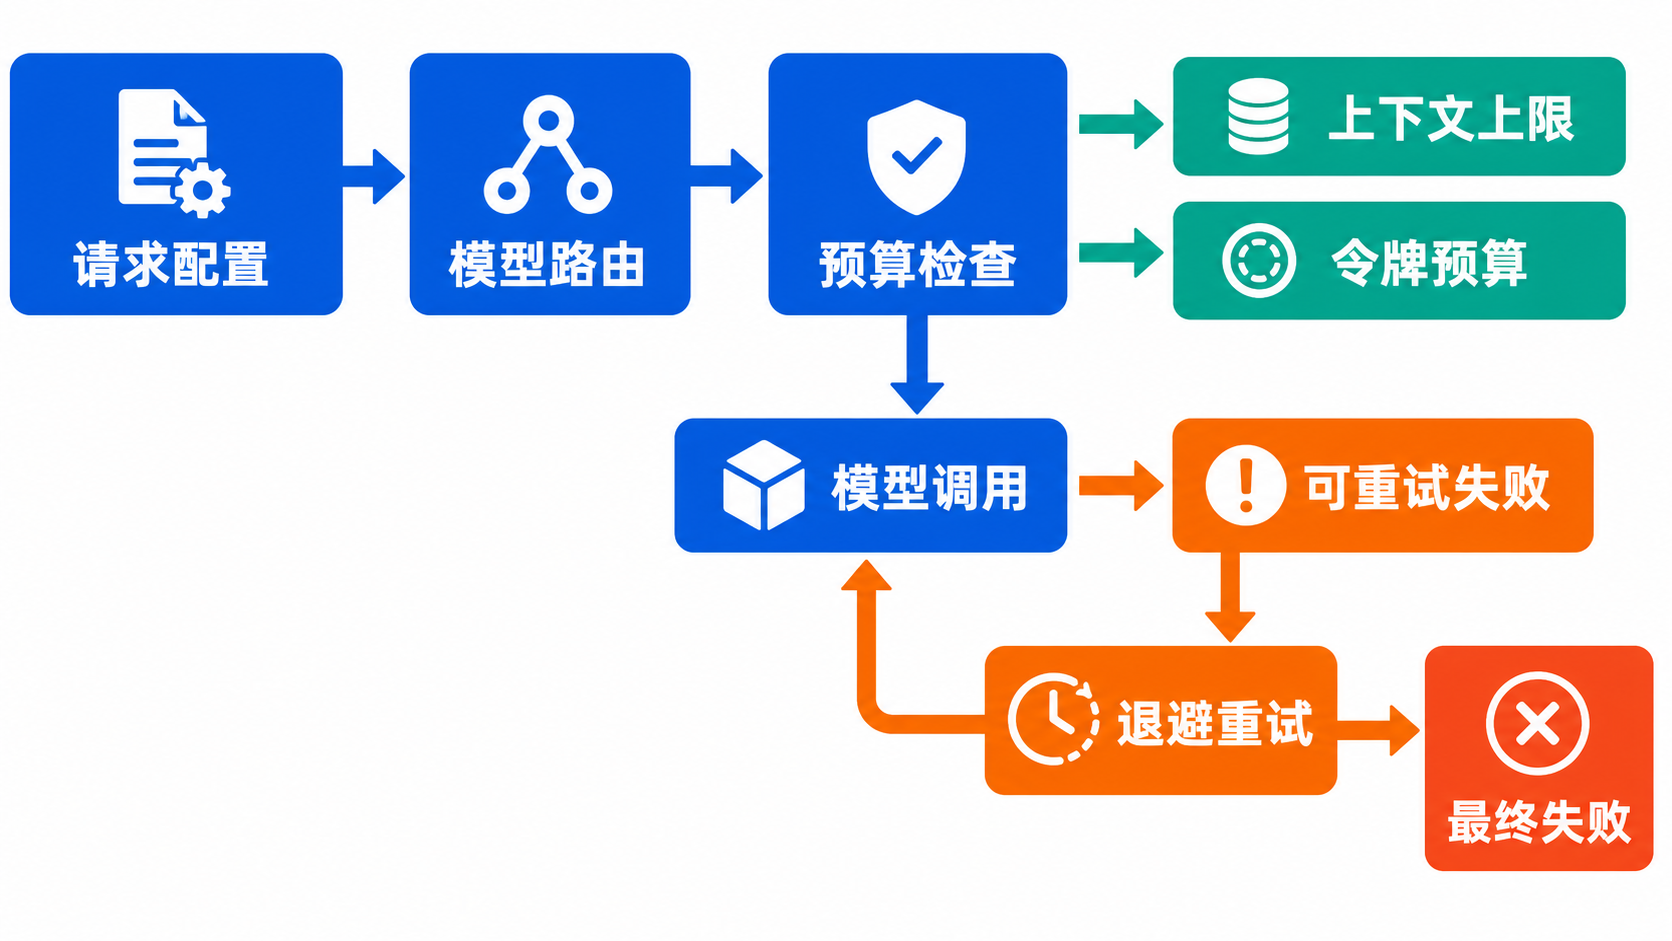 请求配置
模型路由
预算检查
上下文上限
令牌预算
模型调用
可重试失败
退避重试
最终失败